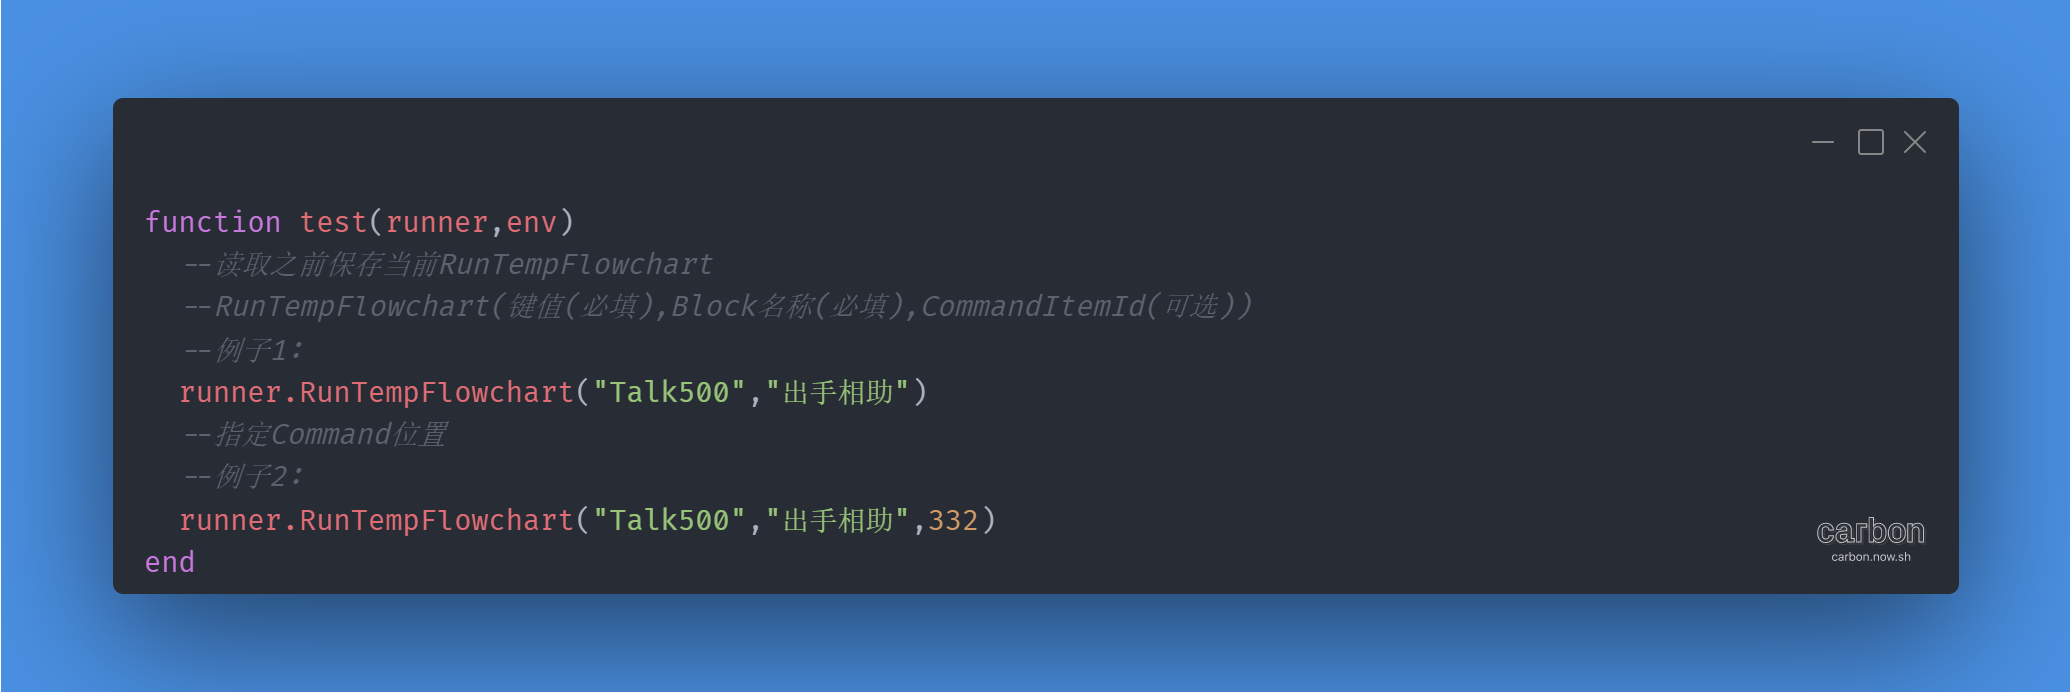 function test(runner,env)
  --读取之前保存当前RunTempFlowchart
  --RunTempFlowchart(键值(必填),Block名称(必填),CommandItemId(可选))
  --例子1:
  runner.RunTempFlowchart("Talk500","出手相助")
  --指定Command位置
  --例子2:
  runner.RunTempFlowchart("Talk500","出手相助",332)
end
carbon
carbon.now.sh